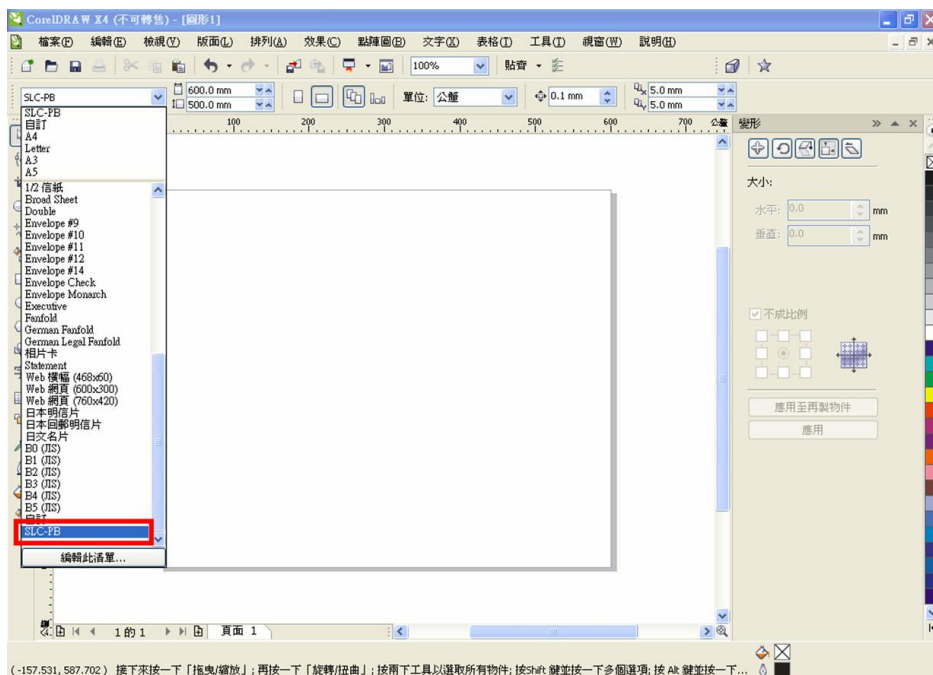 CorelDRAW X4 (不可轉售) - [圖形1]
檔案(F) 編輯(E) 檢視(V) 版面(L) 排列(A) 效果(C) 點陣圖(B) 文字(X) 表格(I) 工具(I) 視窗(W) 說明(H)
100% 貼齊
SLC-PB 600.0 mm 500.0 mm 單位: 公釐 0.1 mm 5.0 mm 5.0 mm
100 200 300 400 500 600 700 公釐
SLC-PB
自訂
A4
Letter
A3
A5
1/2 信紙
Broad Sheet
Double
Envelope #9
Envelope #10
Envelope #11
Envelope #12
Envelope #14
Envelope Check
Envelope Monarch
Executive
Fanfold
German Fanfold
German Legal Fanfold
相片卡
Statement
Web 橫幅 (468x60)
Web 網頁 (600x300)
Web 網頁 (760x420)
日本明信片
日本回郵明信片
日文名片
B0 (JIS)
B1 (JIS)
B2 (JIS)
B3 (JIS)
B4 (JIS)
B5 (JIS)
自訂
SLC-PB
編輯此清單...
變形
大小:
水平: 0.0 mm
垂直: 0.0 mm
不成比例
應用至再製物件
應用
1 的 1 頁面 1
(-157.531, 587.702) 接下來按一下「拖曳/縮放」; 再按一下「旋轉/扭曲」; 按兩下工具以選取所有物件; 按Shift 鍵並按一下多個選項; 按 Alt 鍵並按一下...